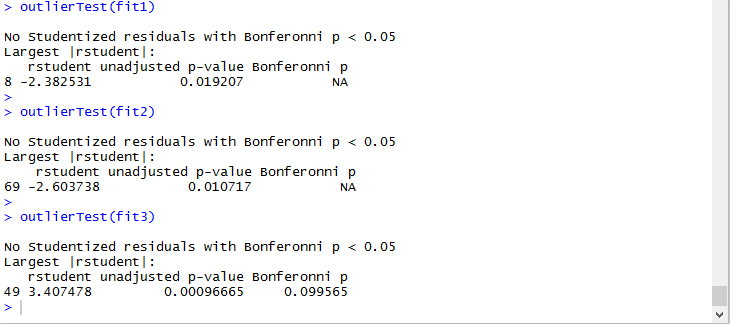 > outlierTest(fit1)
No Studentized residuals with Bonferonni p < 0.05
Largest |rstudent|:
   rstudent unadjusted p-value Bonferonni p
8 -2.382531           0.019207           NA
>
> outlierTest(fit2)
No Studentized residuals with Bonferonni p < 0.05
Largest |rstudent|:
    rstudent unadjusted p-value Bonferonni p
69 -2.603738           0.010717           NA
>
> outlierTest(fit3)
No Studentized residuals with Bonferonni p < 0.05
Largest |rstudent|:
   rstudent unadjusted p-value Bonferonni p
49 3.407478         0.00096665     0.099565
>